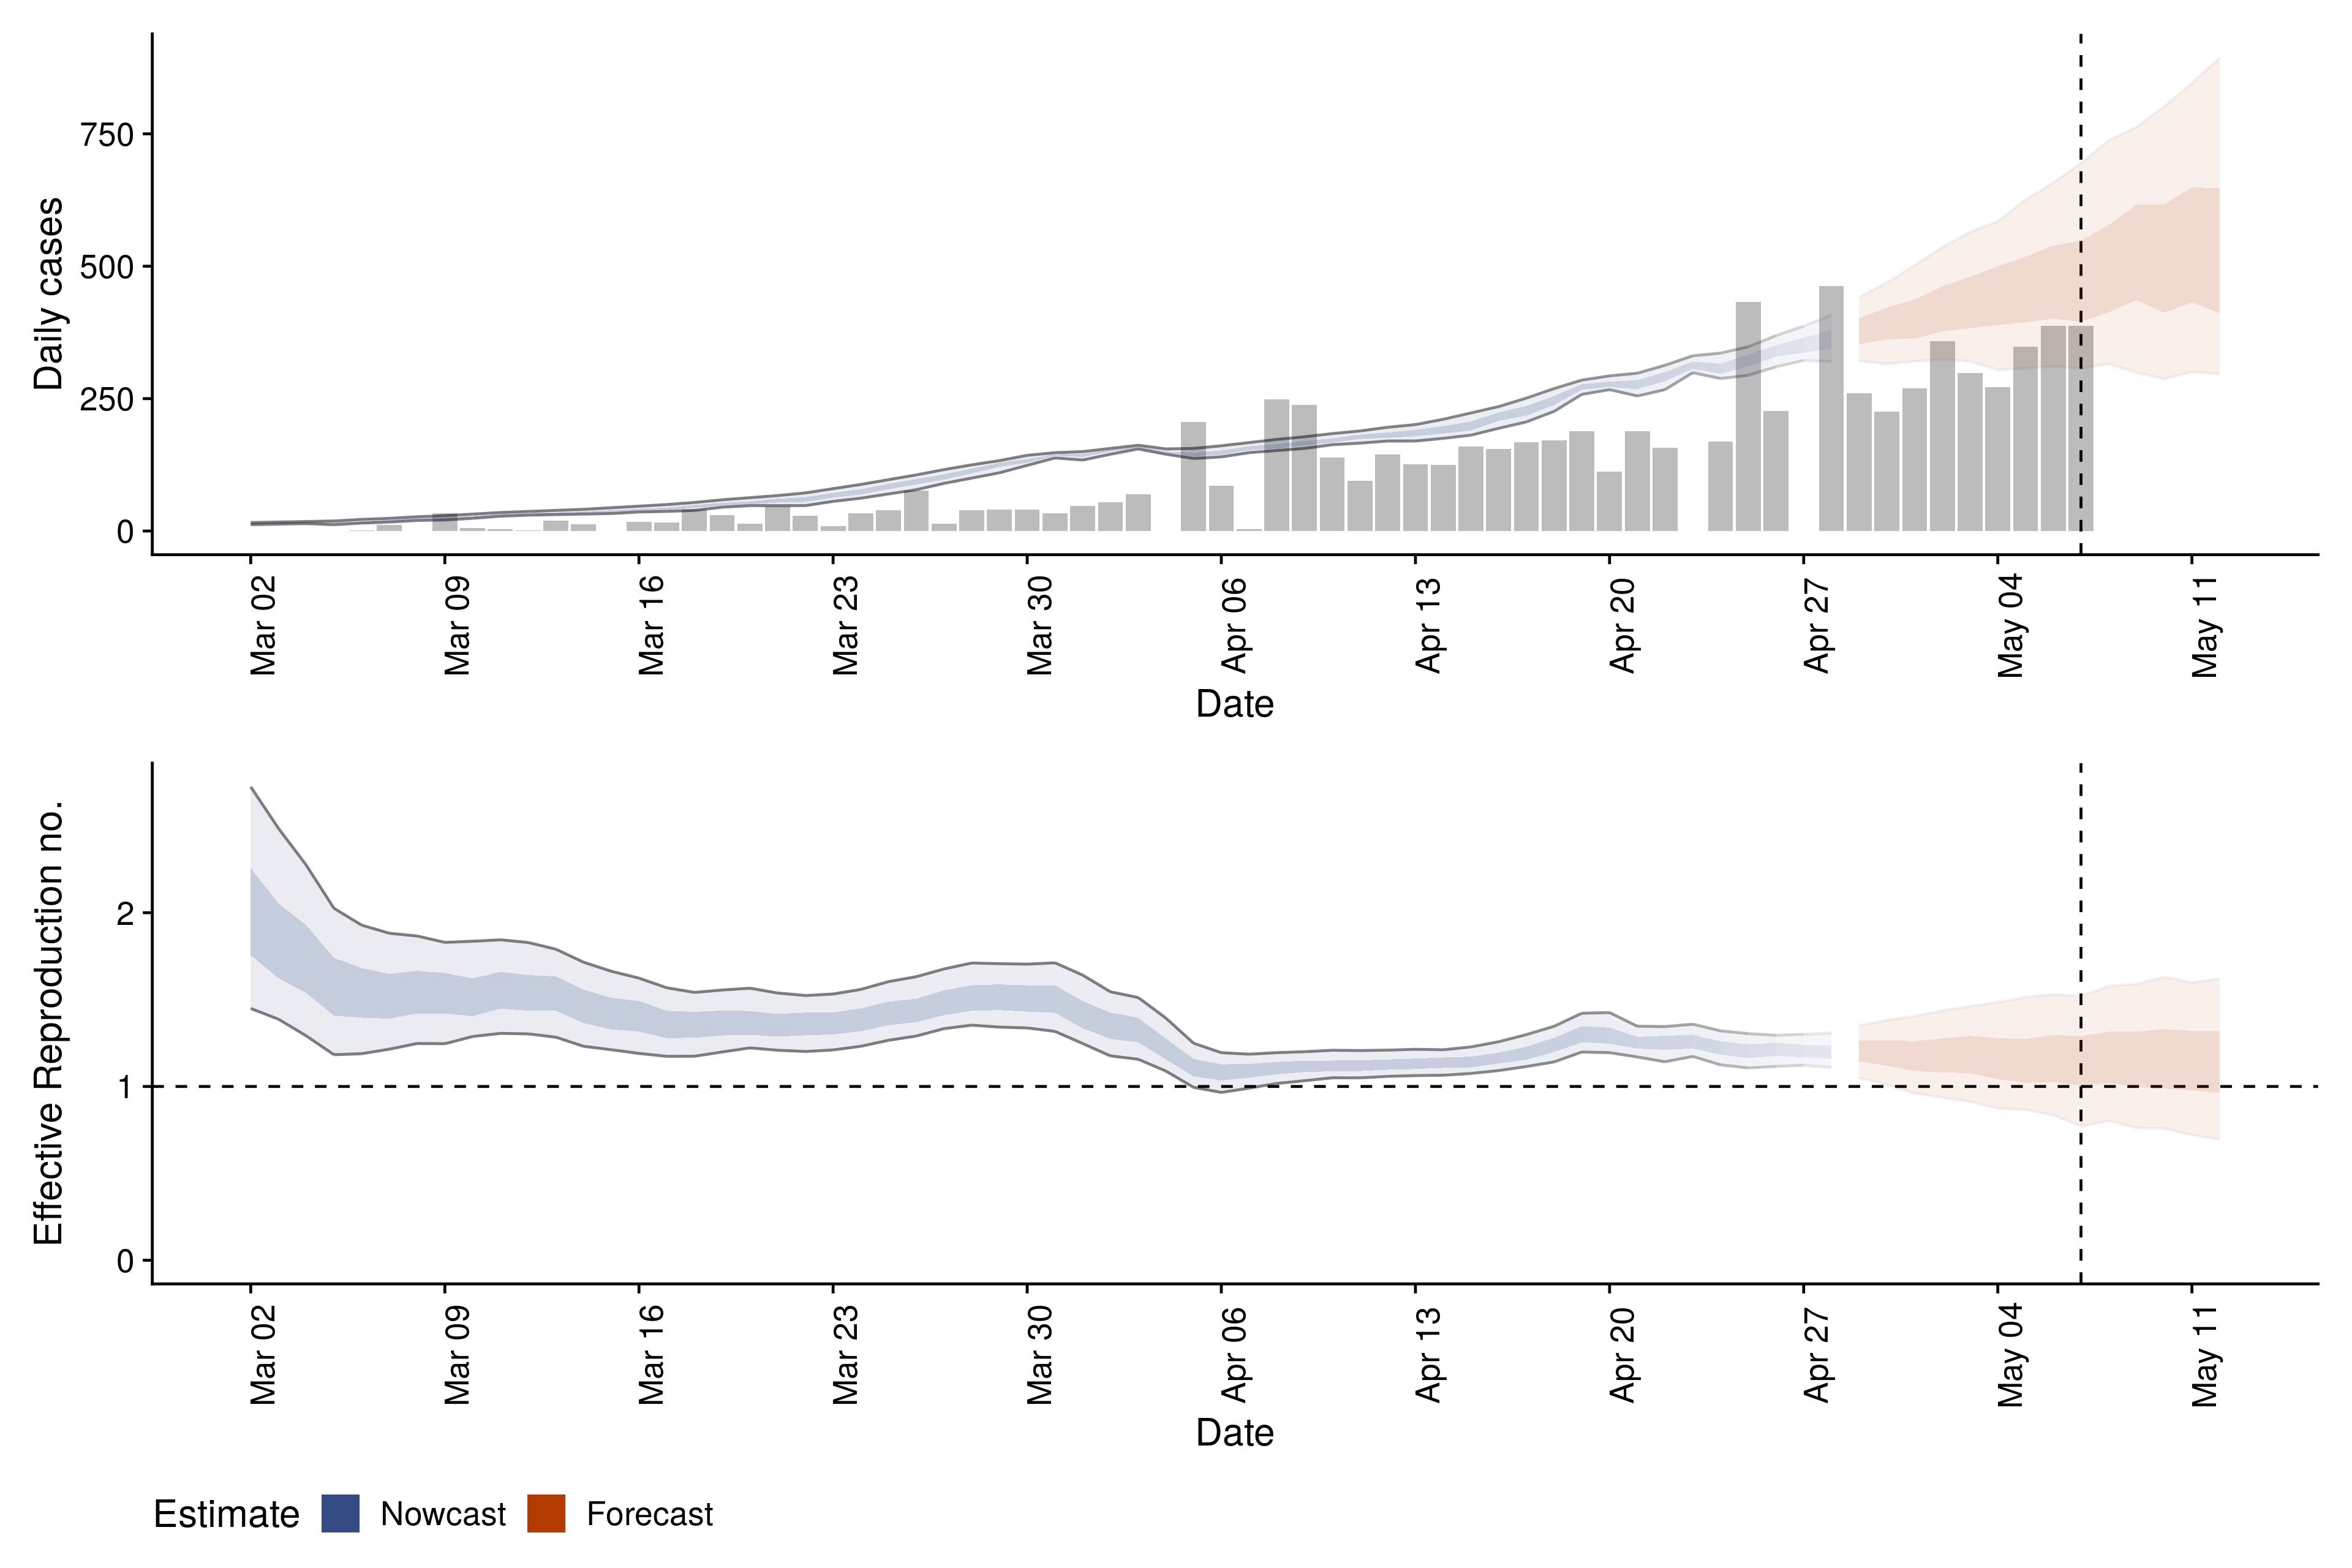 Daily cases
750
500
250
0
Mar 02
Mar 09
Mar 16
Mar 23
Mar 30
Apr 06
Apr 13
Apr 20
Apr 27
May 04
May 11
Date
Effective Reproduction no.
2
1
0
Mar 02
Mar 09
Mar 16
Mar 23
Mar 30
Apr 06
Apr 13
Apr 20
Apr 27
May 04
May 11
Date
Estimate Nowcast Forecast